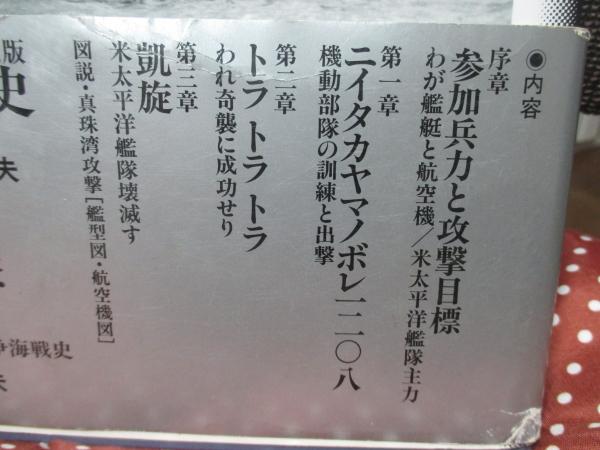 ◉内容
序章
参加兵力と攻撃目標
わが艦艇と航空機/米太平洋艦隊主力
第一章
ニイタカヤマノボレ一二〇八
機動部隊の訓練と出撃
第二章
トラ トラ トラ
われ奇襲に成功せり
第三章
凱旋
米太平洋艦隊壊滅す
図説・真珠湾攻撃[艦型図・航空機図]
版
史
夫
争海戦史
夫